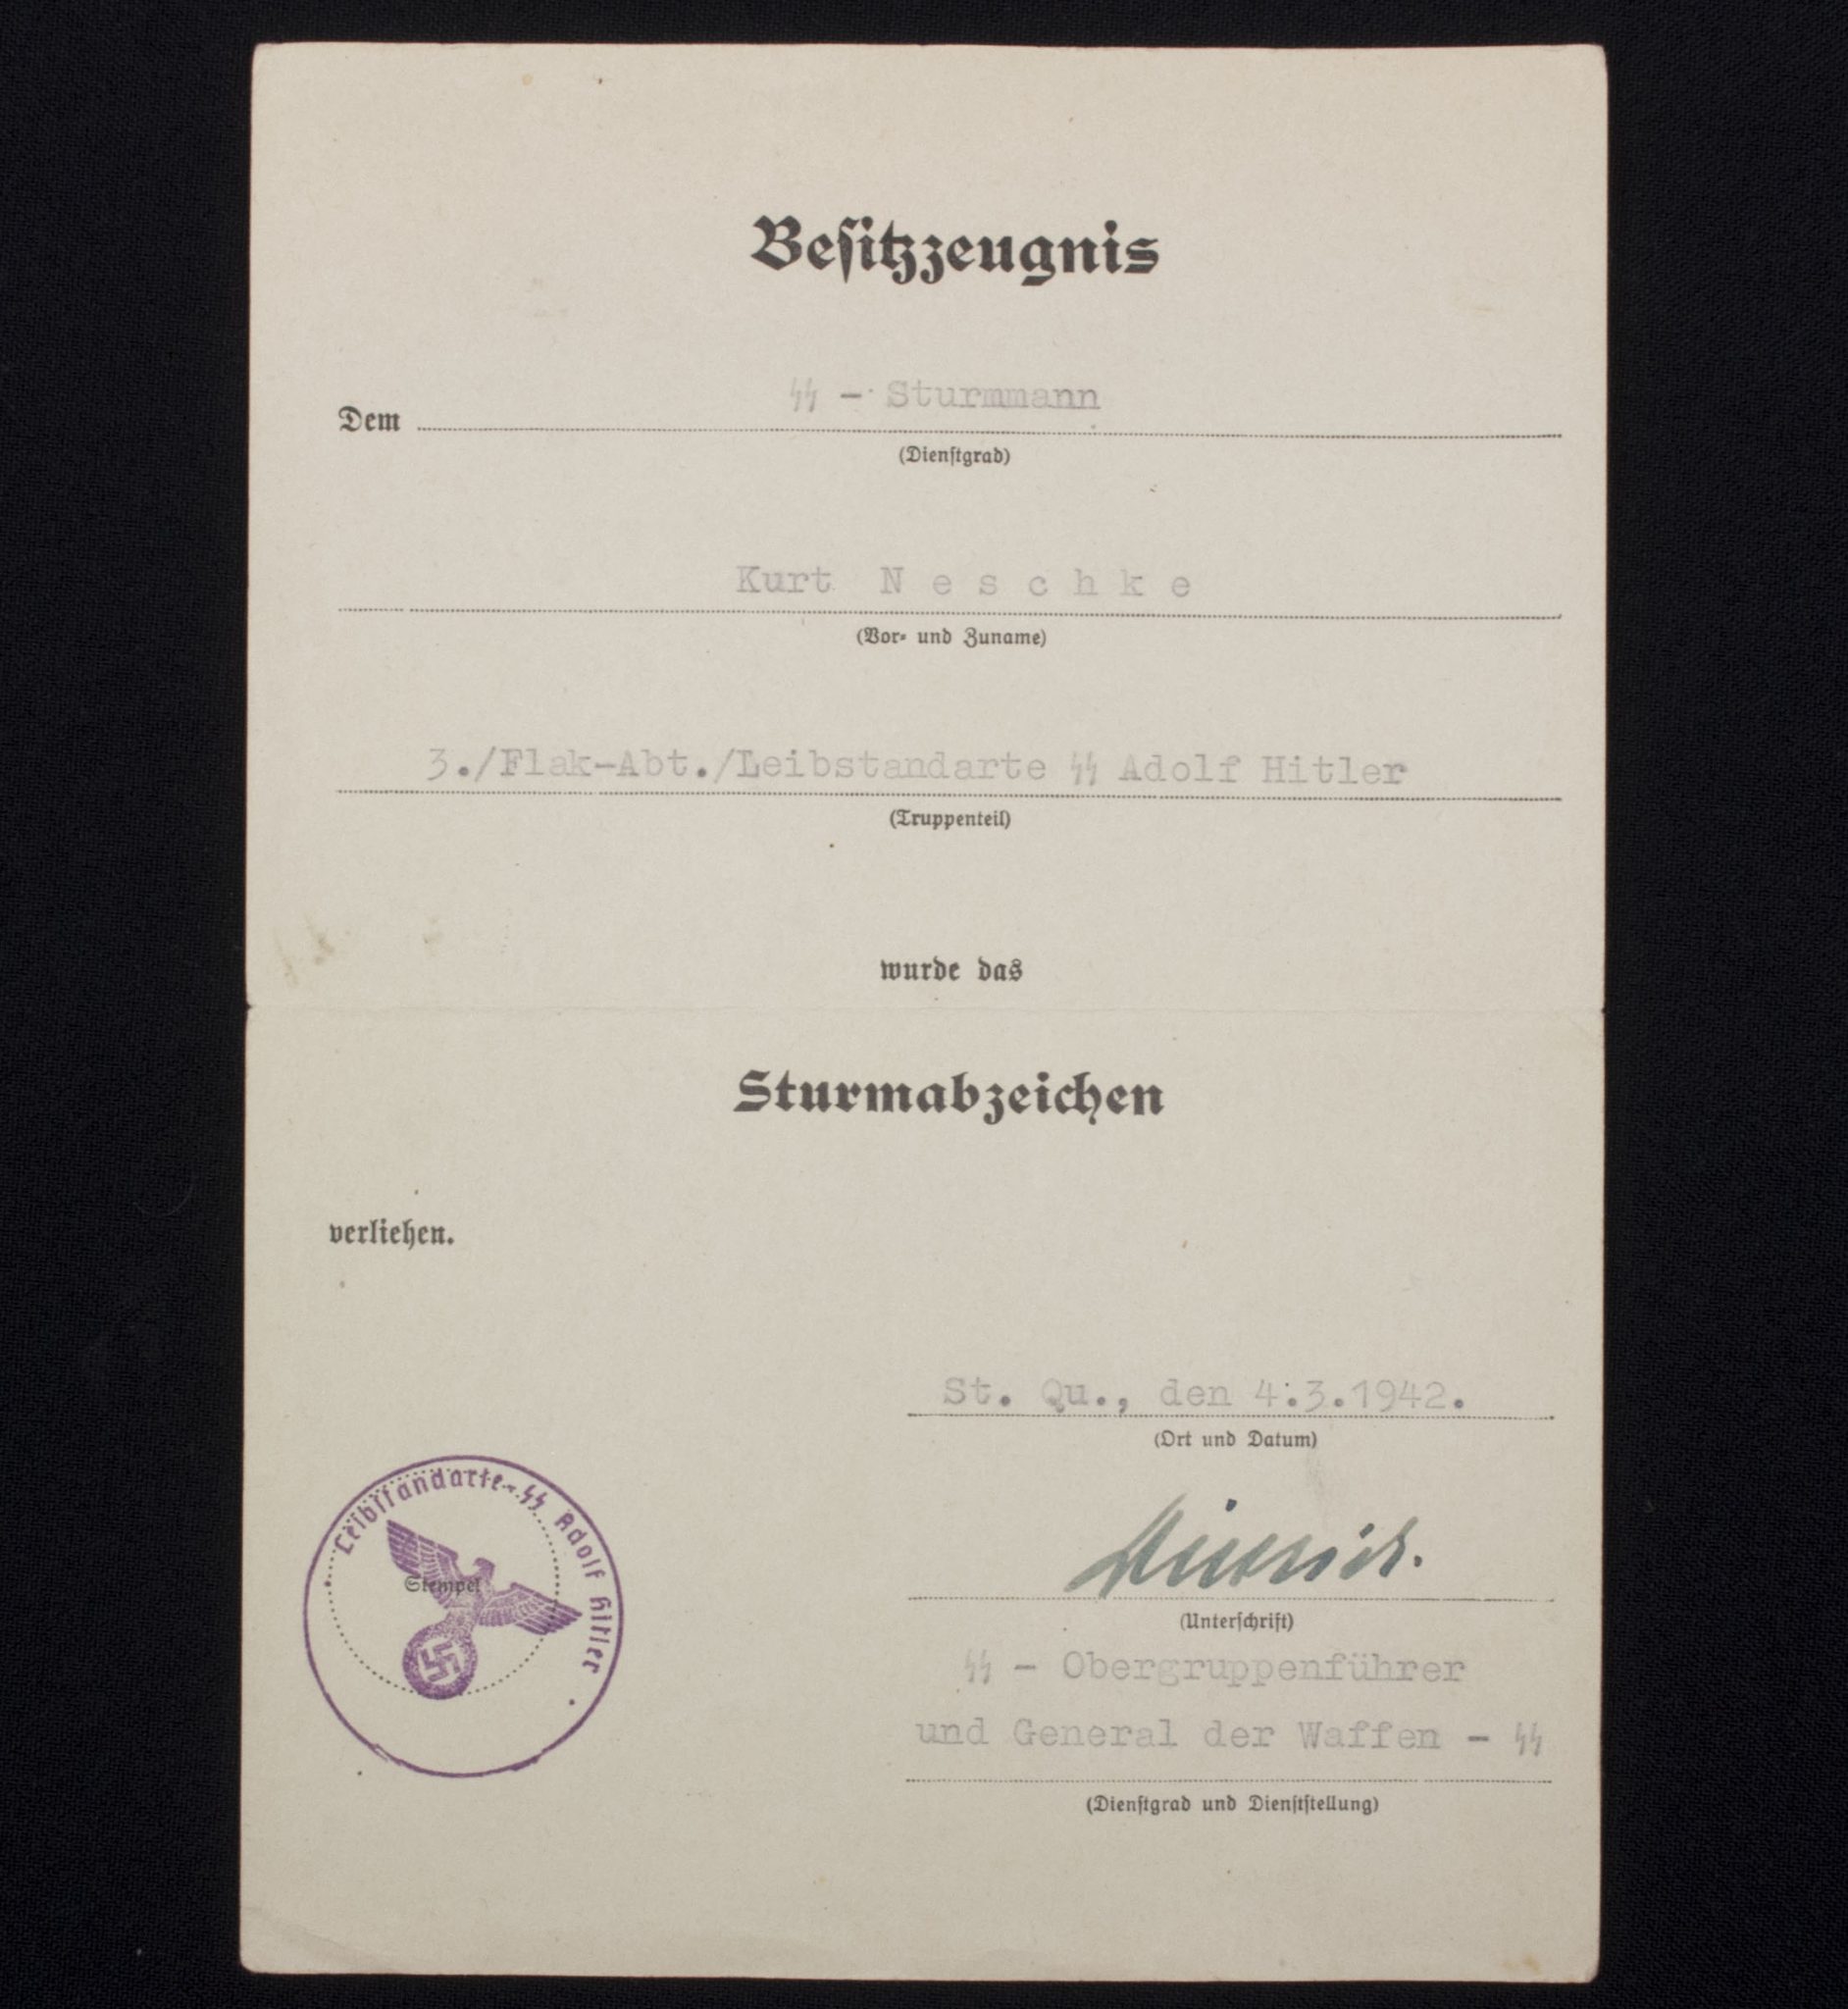 Besitzzeugnis
Dem ᛋᛋ - Sturmmann
(Dienstgrad)
Kurt Neschke
(Vor- und Zuname)
3./Flak-Abt./Leibstandarte ᛋᛋ Adolf Hitler
(Truppenteil)
wurde das
Sturmabzeichen
verliehen.
St. Qu., den 4.3.1942.
(Ort und Datum)
Leibstandarte-ᛋᛋ Adolf Hitler
Stempel
Dietrich.
(Unterschrift)
ᛋᛋ - Obergruppenführer
und General der Waffen - ᛋᛋ
(Dienstgrad und Dienststellung)